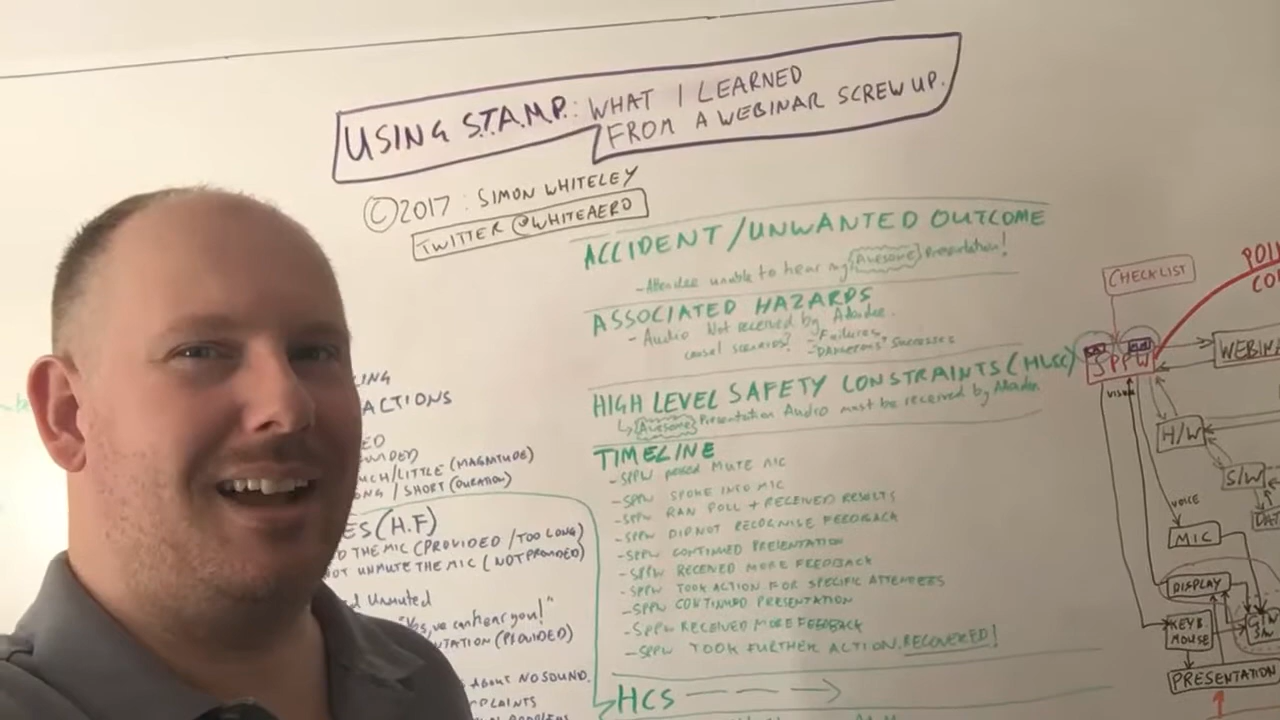 USING S.T.A.M.P.: WHAT I LEARNED
FROM A WEBINAR SCREW UP.
©2017: SIMON WHITELEY
TWITTER @WHITEAERO
ACCIDENT/UNWANTED OUTCOME
- Attendee unable to hear my Awesome Presentation!
ASSOCIATED HAZARDS
- Audio Not received by Attendee.
causal scenarios? - Failures
- "Dangerous" Successes
HIGH LEVEL SAFETY CONSTRAINTS (HLSC)
Awesome Presentation Audio must be received by Attendee
TIMELINE
- SPPW MUTE MIC
- SPPW SPOKE INTO MIC
- SPPW RAN POLL + RECEIVED RESULTS
- SPPW DID NOT RECOGNISE FEEDBACK
- SPPW CONTINUED PRESENTATION
- SPPW RECEIVED MORE FEEDBACK
- SPPW TOOK ACTION FOR SPECIFIC ATTENDEES
- SPPW CONTINUED PRESENTATION
- SPPW RECEIVED MORE FEEDBACK
- SPPW TOOK FURTHER ACTION. RECOVERED!
HCS
ACTIONS
UCH/LITTLE (MAGNITUDE)
ONG / SHORT (DURATION)
ES (H.F)
D THE MIC (PROVIDED / TOO LONG)
NOT UNMUTE THE MIC (NOT PROVIDED)
d Unmuted
"Yes, we can hear you!"
NTATION (PROVIDED)
ABOUT NO SOUND.
PLAINTS
CHECKLIST
SPPW
WEBINA
VISUAL
H/W
S/W
VOICE
MIC
DISPLAY
KEYB.
MOUSE
PRESENTATION